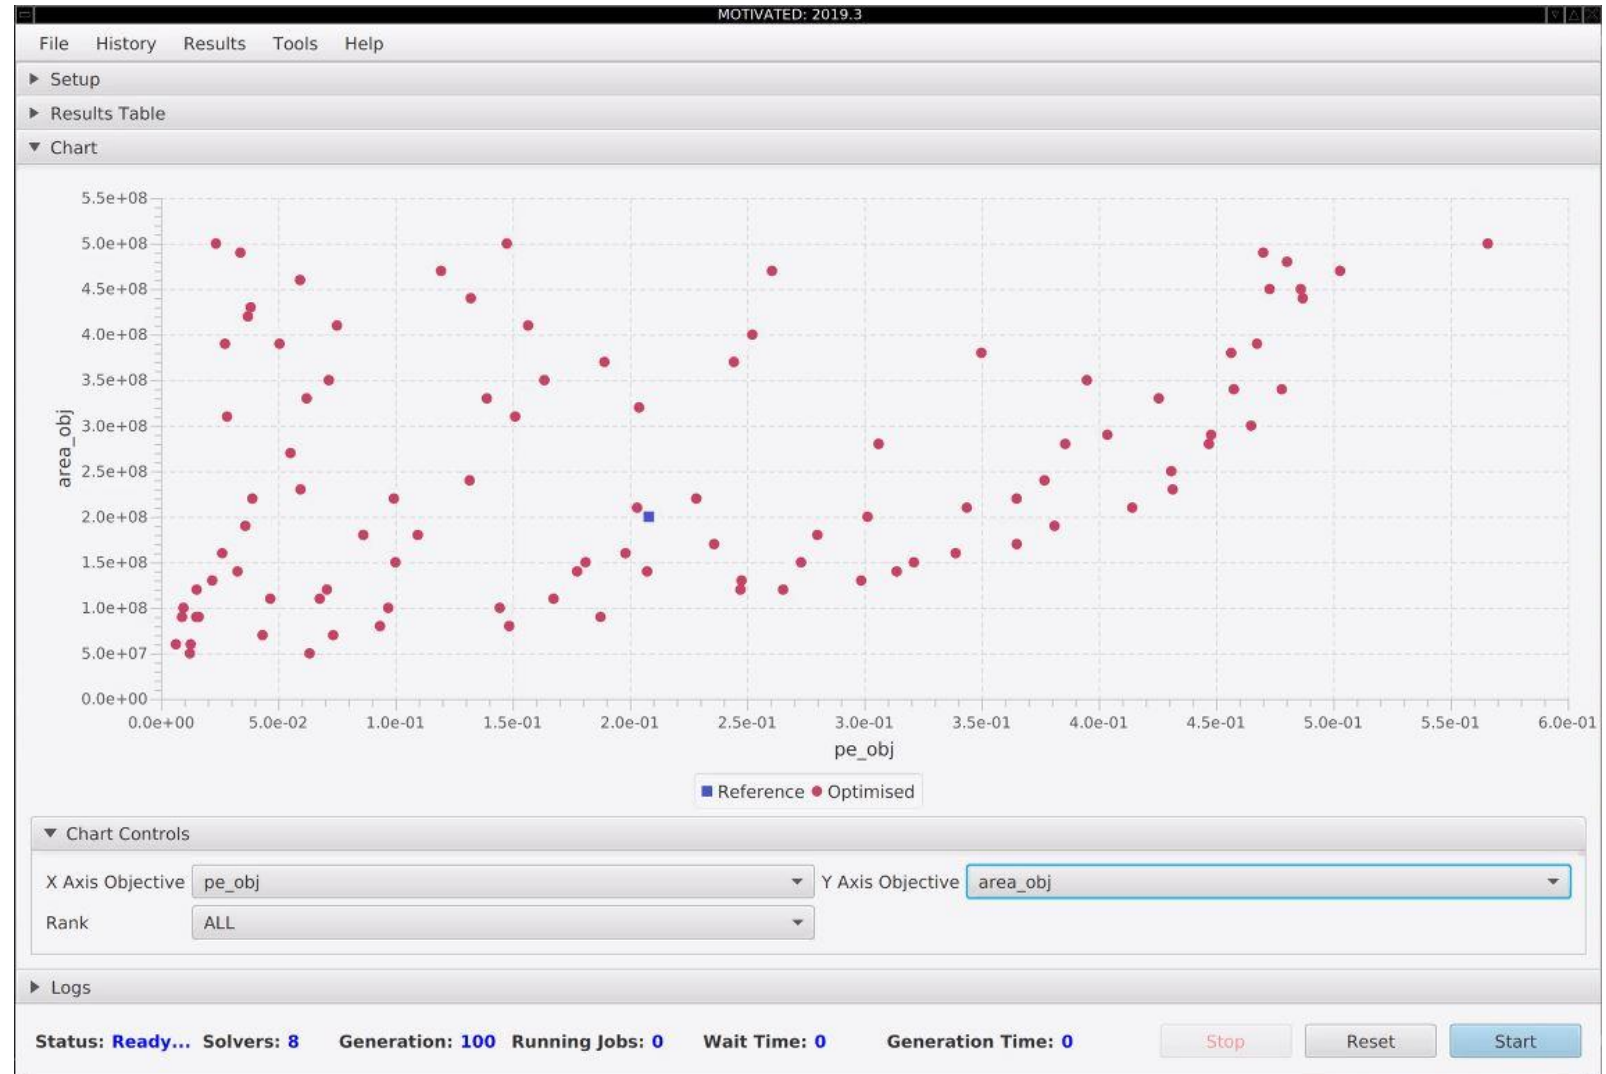 MOTIVATED: 2019.3
File History Results Tools Help
Setup
Results Table
Chart
5.5e+08
5.0e+08
4.5e+08
4.0e+08
3.5e+08
3.0e+08
2.5e+08
2.0e+08
1.5e+08
1.0e+08
5.0e+07
0.0e+00
area_obj
0.0e+00 5.0e-02 1.0e-01 1.5e-01 2.0e-01 2.5e-01 3.0e-01 3.5e-01 4.0e-01 4.5e-01 5.0e-01 5.5e-01 6.0e-01
pe_obj
Reference Optimised
Chart Controls
X Axis Objective pe_obj Y Axis Objective area_obj
Rank ALL
Logs
Status: Ready... Solvers: 8 Generation: 100 Running Jobs: 0 Wait Time: 0 Generation Time: 0 Stop Reset Start